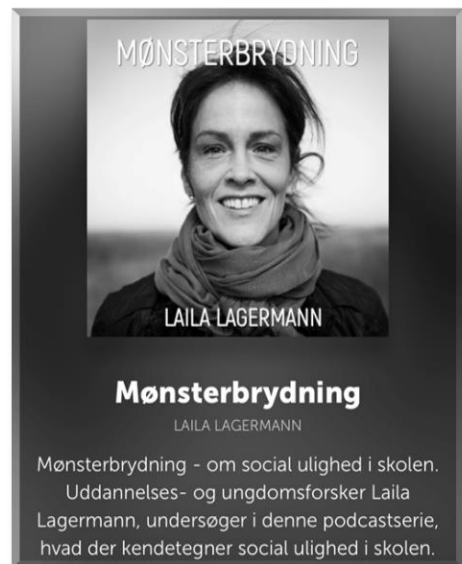 MØNSTERBRYDNING
LAILA LAGERMANN
Mønsterbrydning
LAILA LAGERMANN
Mønsterbrydning - om social ulighed i skolen.
Uddannelses- og ungdomsforsker Laila
Lagermann, undersøger i denne podcastserie,
hvad der kendetegner social ulighed i skolen.